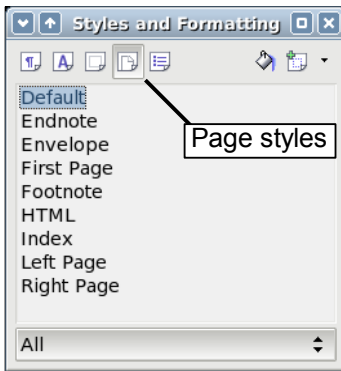 Styles and Formatting
Default
Endnote
Envelope
Page styles
First Page
Footnote
HTML
Index
Left Page
Right Page
All